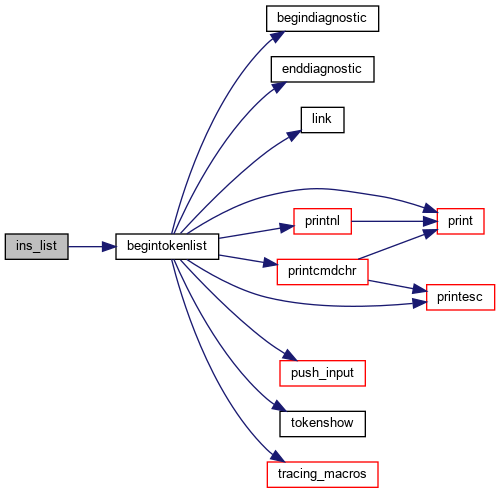 begindiagnostic
enddiagnostic
link
printnl
print
ins_list
begintokenlist
printcmdchr
printesc
push_input
tokenshow
tracing_macros